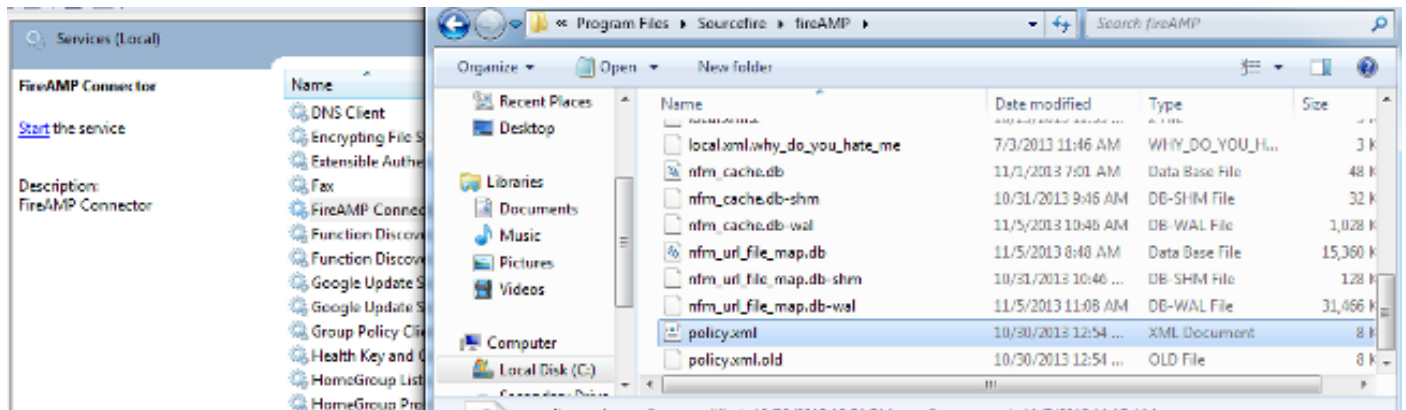 Services (Local)
FireAMP Connector
Start the service
Description:
FireAMP Connector
Name
DNS Client
Encrypting File S
Extensible Authe
Fax
FireAMP Connec
Function Discov
Function Discov
Google Update S
Google Update S
Group Policy Clie
Health Key and C
HomeGroup List
HomeGroup Pro
« Program Files ▸ Sourcefire ▸ fireAMP ▸
Search fireAMP
Organize Open New folder
Recent Places
Desktop
Libraries
Documents
Music
Pictures
Videos
Computer
Local Disk (C:)
Name Date modified Type Size
local.xml.why_do_you_hate_me 7/3/2013 11:46 AM WHY_DO_YOU_H... 3 K
nfm_cache.db 11/1/2013 7:01 AM Data Base File 48 K
nfm_cache.db-shm 10/31/2013 9:46 AM DB-SHM File 32 K
nfm_cache.db-wal 11/5/2013 10:46 AM DB-WAL File 1,028 K
nfm_url_file_map.db 11/5/2013 8:48 AM Data Base File 15,360 K
nfm_url_file_map.db-shm 10/31/2013 10:46 ... DB-SHM File 128 K
nfm_url_file_map.db-wal 11/5/2013 11:08 AM DB-WAL File 31,466 K
policy.xml 10/30/2013 12:54 ... XML Document 8 K
policy.xml.old 10/30/2013 12:54 ... OLD File 8 K